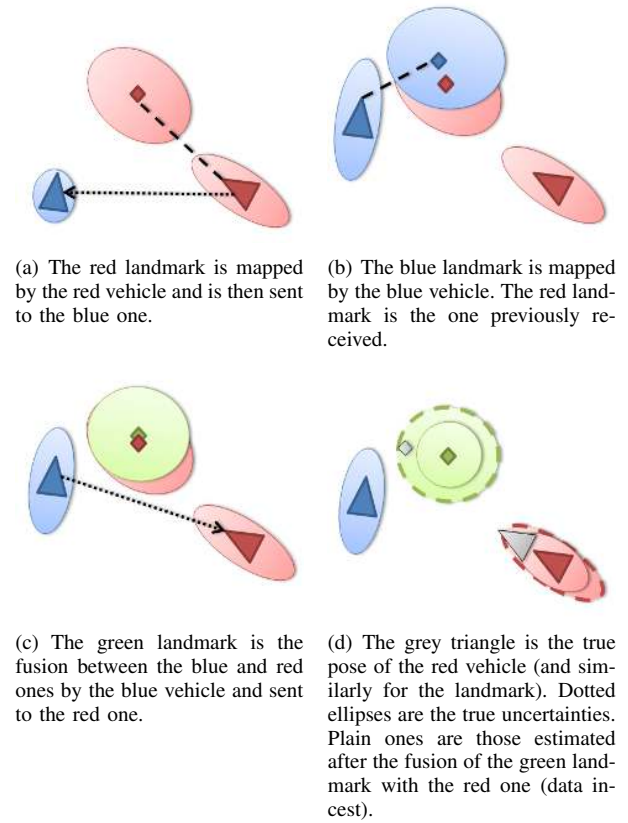 (a) The red landmark is mapped
by the red vehicle and is then sent
to the blue one.
(b) The blue landmark is mapped
by the blue vehicle. The red land-
mark is the one previously re-
ceived.
(c) The green landmark is the
fusion between the blue and red
ones by the blue vehicle and sent
to the red one.
(d) The grey triangle is the true
pose of the red vehicle (and sim-
ilarly for the landmark). Dotted
ellipses are the true uncertainties.
Plain ones are those estimated
after the fusion of the green land-
mark with the red one (data in-
cest).